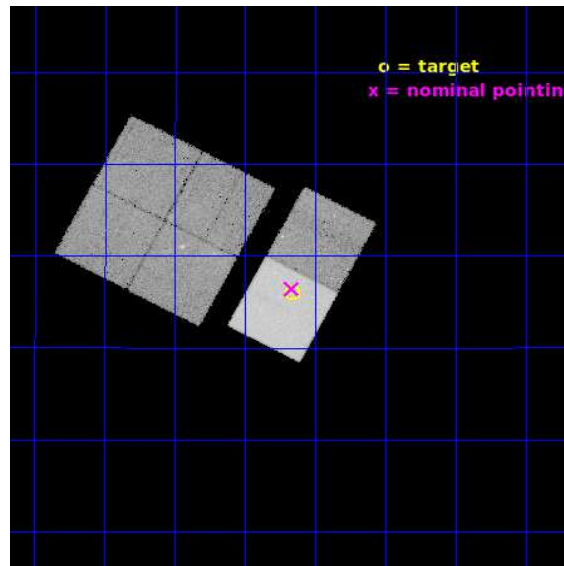 o = target
x = nominal pointin